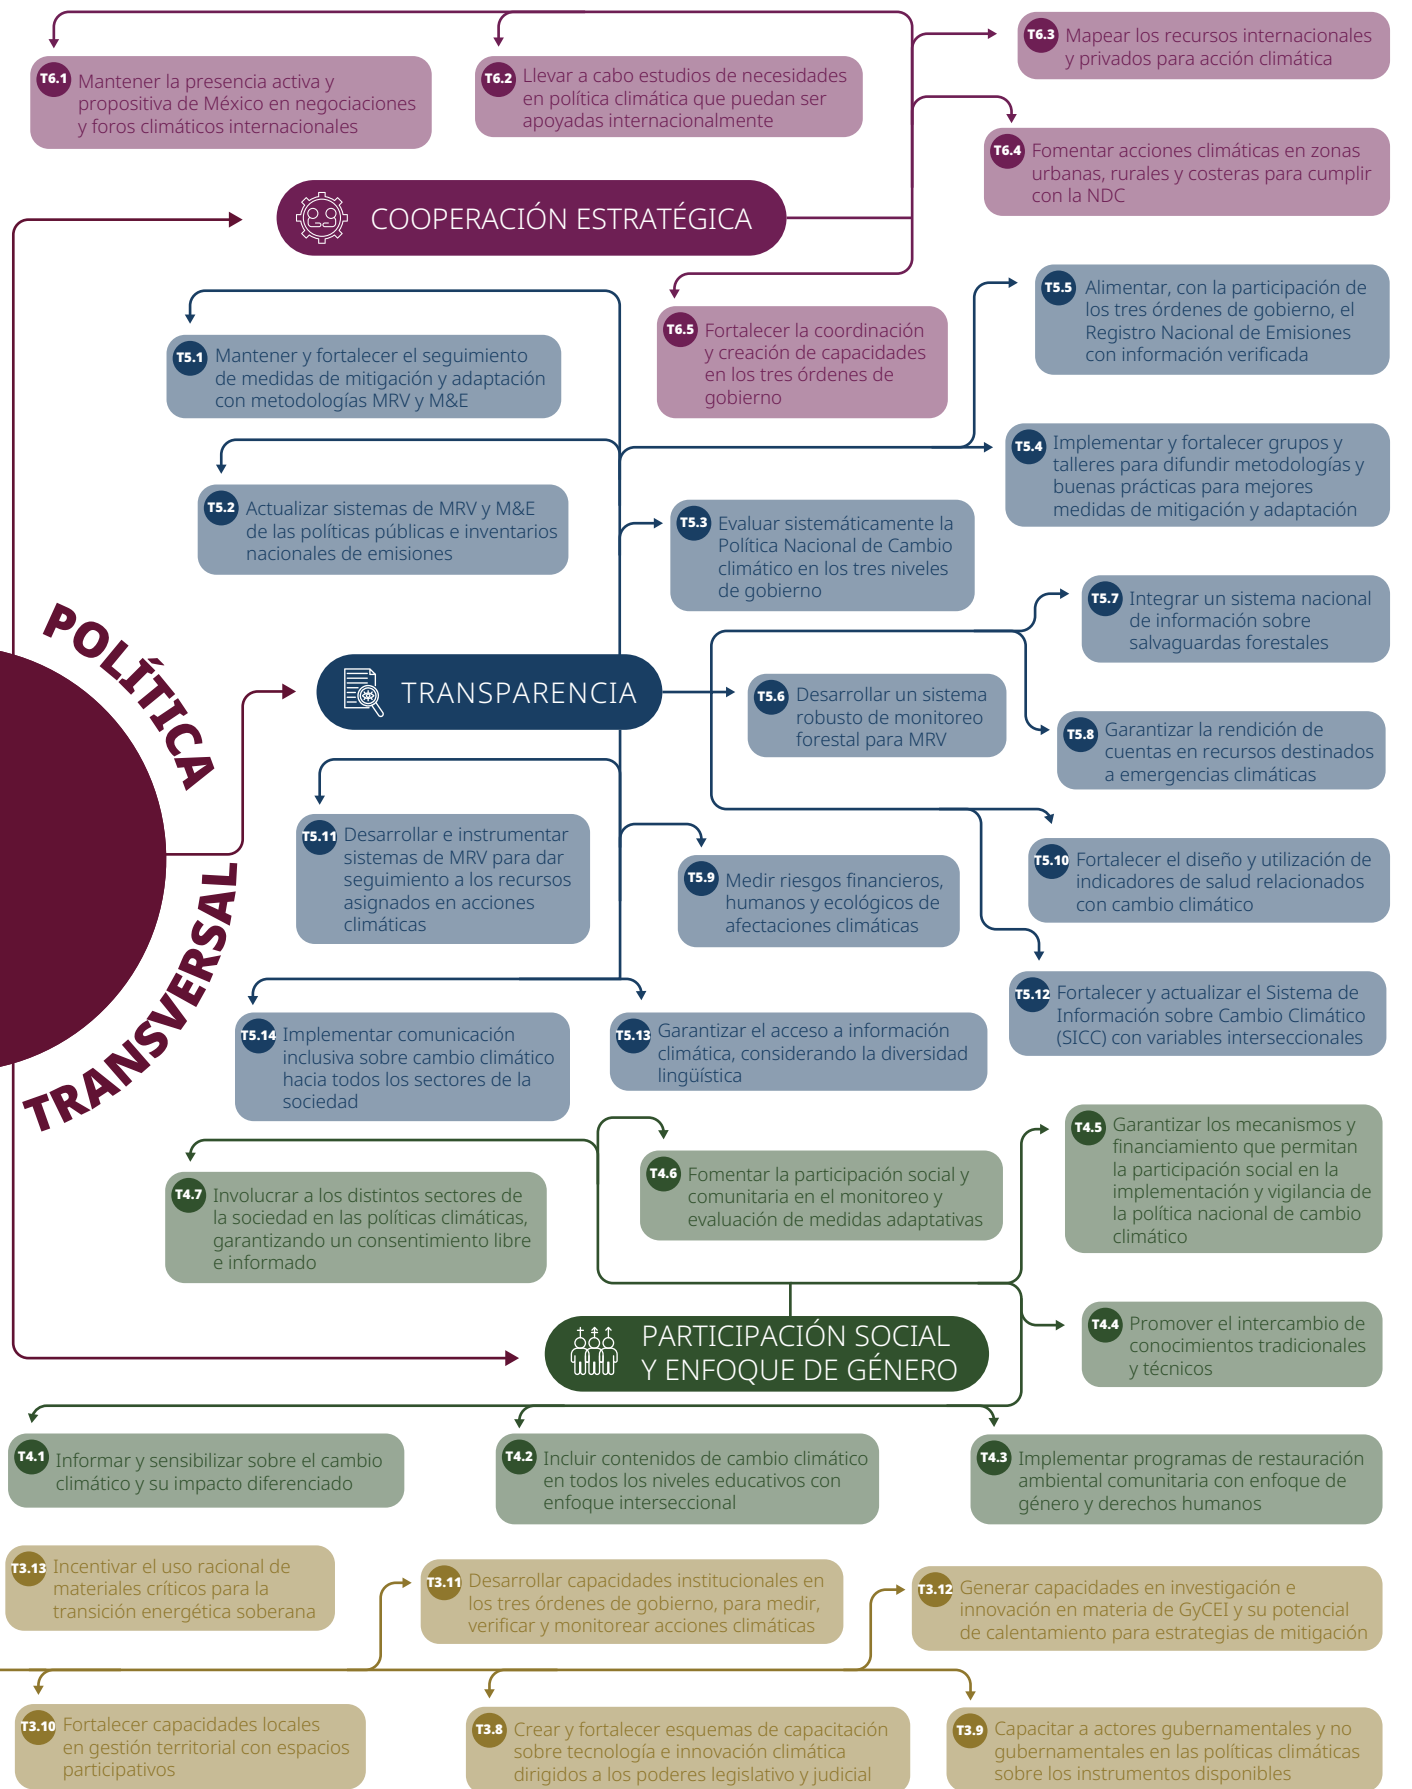 T6.1
Mantener la presencia activa y
propositiva de México en negociaciones
y foros climáticos internacionales
T6.2
Llevar a cabo estudios de necesidades
en política climática que puedan ser
apoyadas internacionalmente
T6.3
Mapear los recursos internacionales
y privados para acción climática
T6.4
Fomentar acciones climáticas en zonas
urbanas, rurales y costeras para cumplir
con la NDC
COOPERACIÓN ESTRATÉGICA
T6.5
Fortalecer la coordinación
y creación de capacidades
en los tres órdenes de
gobierno
T5.5
Alimentar, con la participación de
los tres órdenes de gobierno, el
Registro Nacional de Emisiones
con información verificada
T5.1
Mantener y fortalecer el seguimiento
de medidas de mitigación y adaptación
con metodologías MRV y M&E
T5.4
Implementar y fortalecer grupos y
talleres para difundir metodologías y
buenas prácticas para mejores
medidas de mitigación y adaptación
T5.2
Actualizar sistemas de MRV y M&E
de las políticas públicas e inventarios
nacionales de emisiones
T5.3
Evaluar sistemáticamente la
Política Nacional de Cambio
climático en los tres niveles
de gobierno
T5.7
Integrar un sistema nacional
de información sobre
salvaguardas forestales
POLÍTICA
TRANSVERSAL
TRANSPARENCIA
T5.6
Desarrollar un sistema
robusto de monitoreo
forestal para MRV
T5.8
Garantizar la rendición de
cuentas en recursos destinados
a emergencias climáticas
T5.11
Desarrollar e instrumentar
sistemas de MRV para dar
seguimiento a los recursos
asignados en acciones
climáticas
T5.9
Medir riesgos financieros,
humanos y ecológicos de
afectaciones climáticas
T5.10
Fortalecer el diseño y utilización de
indicadores de salud relacionados
con cambio climático
T5.12
Fortalecer y actualizar el Sistema de
Información sobre Cambio Climático
(SICC) con variables interseccionales
T5.14
Implementar comunicación
inclusiva sobre cambio climático
hacia todos los sectores de la
sociedad
T5.13
Garantizar el acceso a información
climática, considerando la diversidad
lingüística
T4.5
Garantizar los mecanismos y
financiamiento que permitan
la participación social en la
implementación y vigilancia de
la política nacional de cambio
climático
T4.6
Fomentar la participación social y
comunitaria en el monitoreo y
evaluación de medidas adaptativas
T4.7
Involucrar a los distintos sectores de
la sociedad en las políticas climáticas,
garantizando un consentimiento libre
e informado
T4.4
Promover el intercambio de
conocimientos tradicionales
y técnicos
PARTICIPACIÓN SOCIAL
Y ENFOQUE DE GÉNERO
T4.1
Informar y sensibilizar sobre el cambio
climático y su impacto diferenciado
T4.2
Incluir contenidos de cambio climático
en todos los niveles educativos con
enfoque interseccional
T4.3
Implementar programas de restauración
ambiental comunitaria con enfoque de
género y derechos humanos
T3.13
Incentivar el uso racional de
materiales críticos para la
transición energética soberana
T3.11
Desarrollar capacidades institucionales en
los tres órdenes de gobierno, para medir,
verificar y monitorear acciones climáticas
T3.12
Generar capacidades en investigación e
innovación en materia de GyCEI y su potencial
de calentamiento para estrategias de mitigación
T3.10
Fortalecer capacidades locales
en gestión territorial con espacios
participativos
T3.8
Crear y fortalecer esquemas de capacitación
sobre tecnología e innovación climática
dirigidos a los poderes legislativo y judicial
T3.9
Capacitar a actores gubernamentales y no
gubernamentales en las políticas climáticas
sobre los instrumentos disponibles